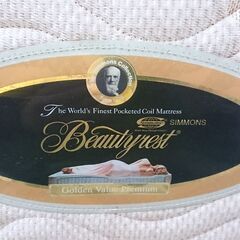 Simmons Collection
The World's Finest Pocketed Coil Mattress
SIMMONS
Beautyrest®
Golden Value Premium